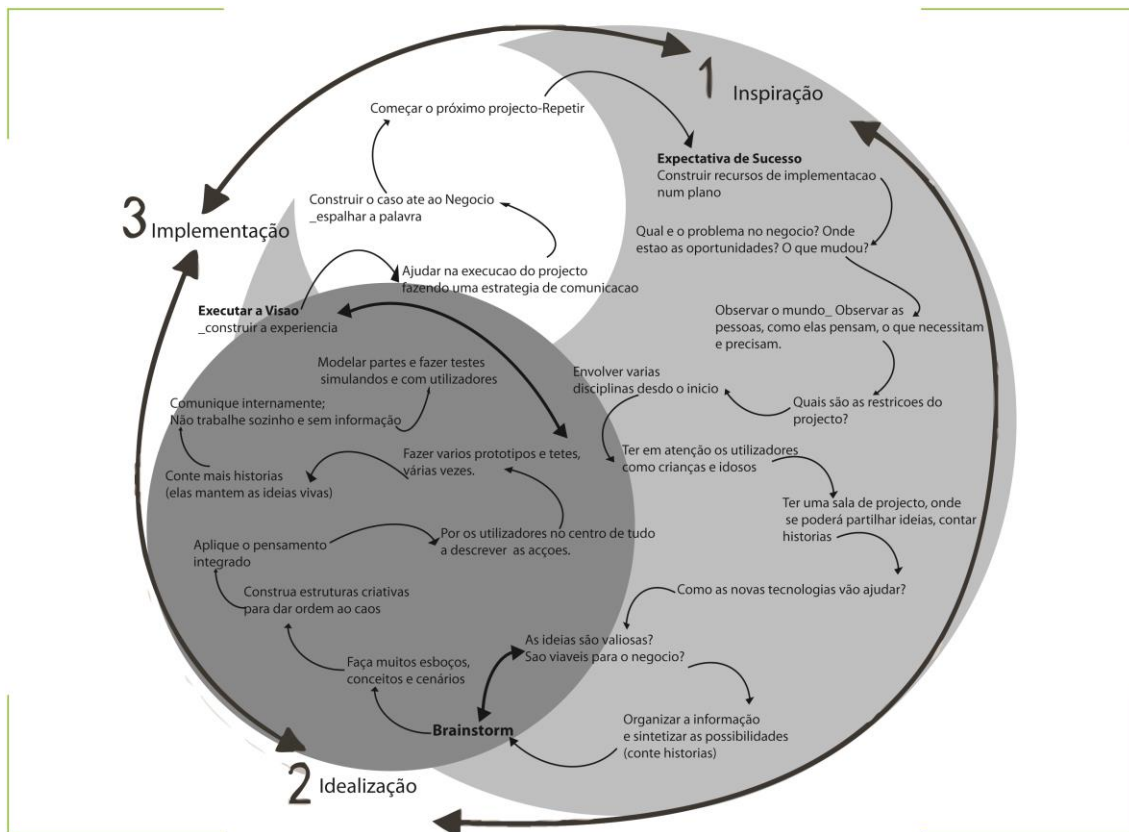 1 Inspiração
Expectativa de Sucesso
Construir recursos de implementacao
num plano
Qual e o problema no negocio? Onde
estao as oportunidades? O que mudou?
Observar o mundo_ Observar as
pessoas, como elas pensam, o que necessitam
e precisam.
Quais são as restricoes do
projecto?
Envolver varias
disciplinas desdo o inicio
Ter em atenção os utilizadores
como crianças e idosos
Ter uma sala de projecto, onde
se poderá partilhar ideias, contar
historias
Como as novas tecnologias vão ajudar?
As ideias são valiosas?
Sao viaveis para o negocio?
Organizar a informação
e sintetizar as possibilidades
(conte historias)
2 Idealização
Brainstorm
Faça muitos esboços,
conceitos e cenários
Construa estruturas criativas
para dar ordem ao caos
Aplique o pensamento
integrado
Por os utilizadores no centro de tudo
a descrever as acçoes.
Fazer varios prototipos e tetes,
várias vezes.
Conte mais historias
(elas mantem as ideias vivas)
Comunique internamente;
Não trabalhe sozinho e sem informação
Modelar partes e fazer testes
simulandos e com utilizadores
3 Implementação
Executar a Visao
_construir a experiencia
Ajudar na execucao do projecto
fazendo uma estrategia de comunicacao
Construir o caso ate ao Negocio
_espalhar a palavra
Começar o próximo projecto-Repetir